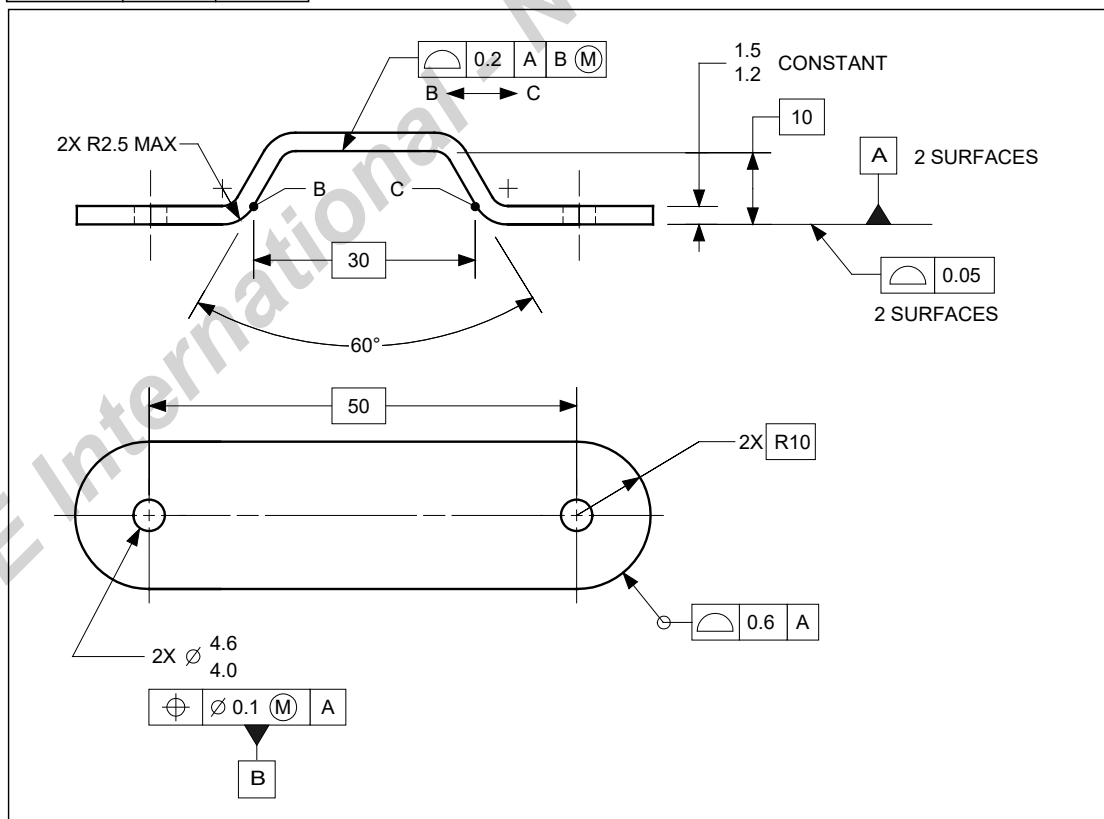 ⌓ 0.2 A B Ⓜ
B ↔ C
1.5
1.2
CONSTANT
10
A
2 SURFACES
2X R2.5 MAX
B
C
30
⌓ 0.05
2 SURFACES
60°
50
2X R10
⌓ 0.6 A
2X ⌀ 4.6
4.0
⌖ ⌀ 0.1 Ⓜ A
B
E International - N